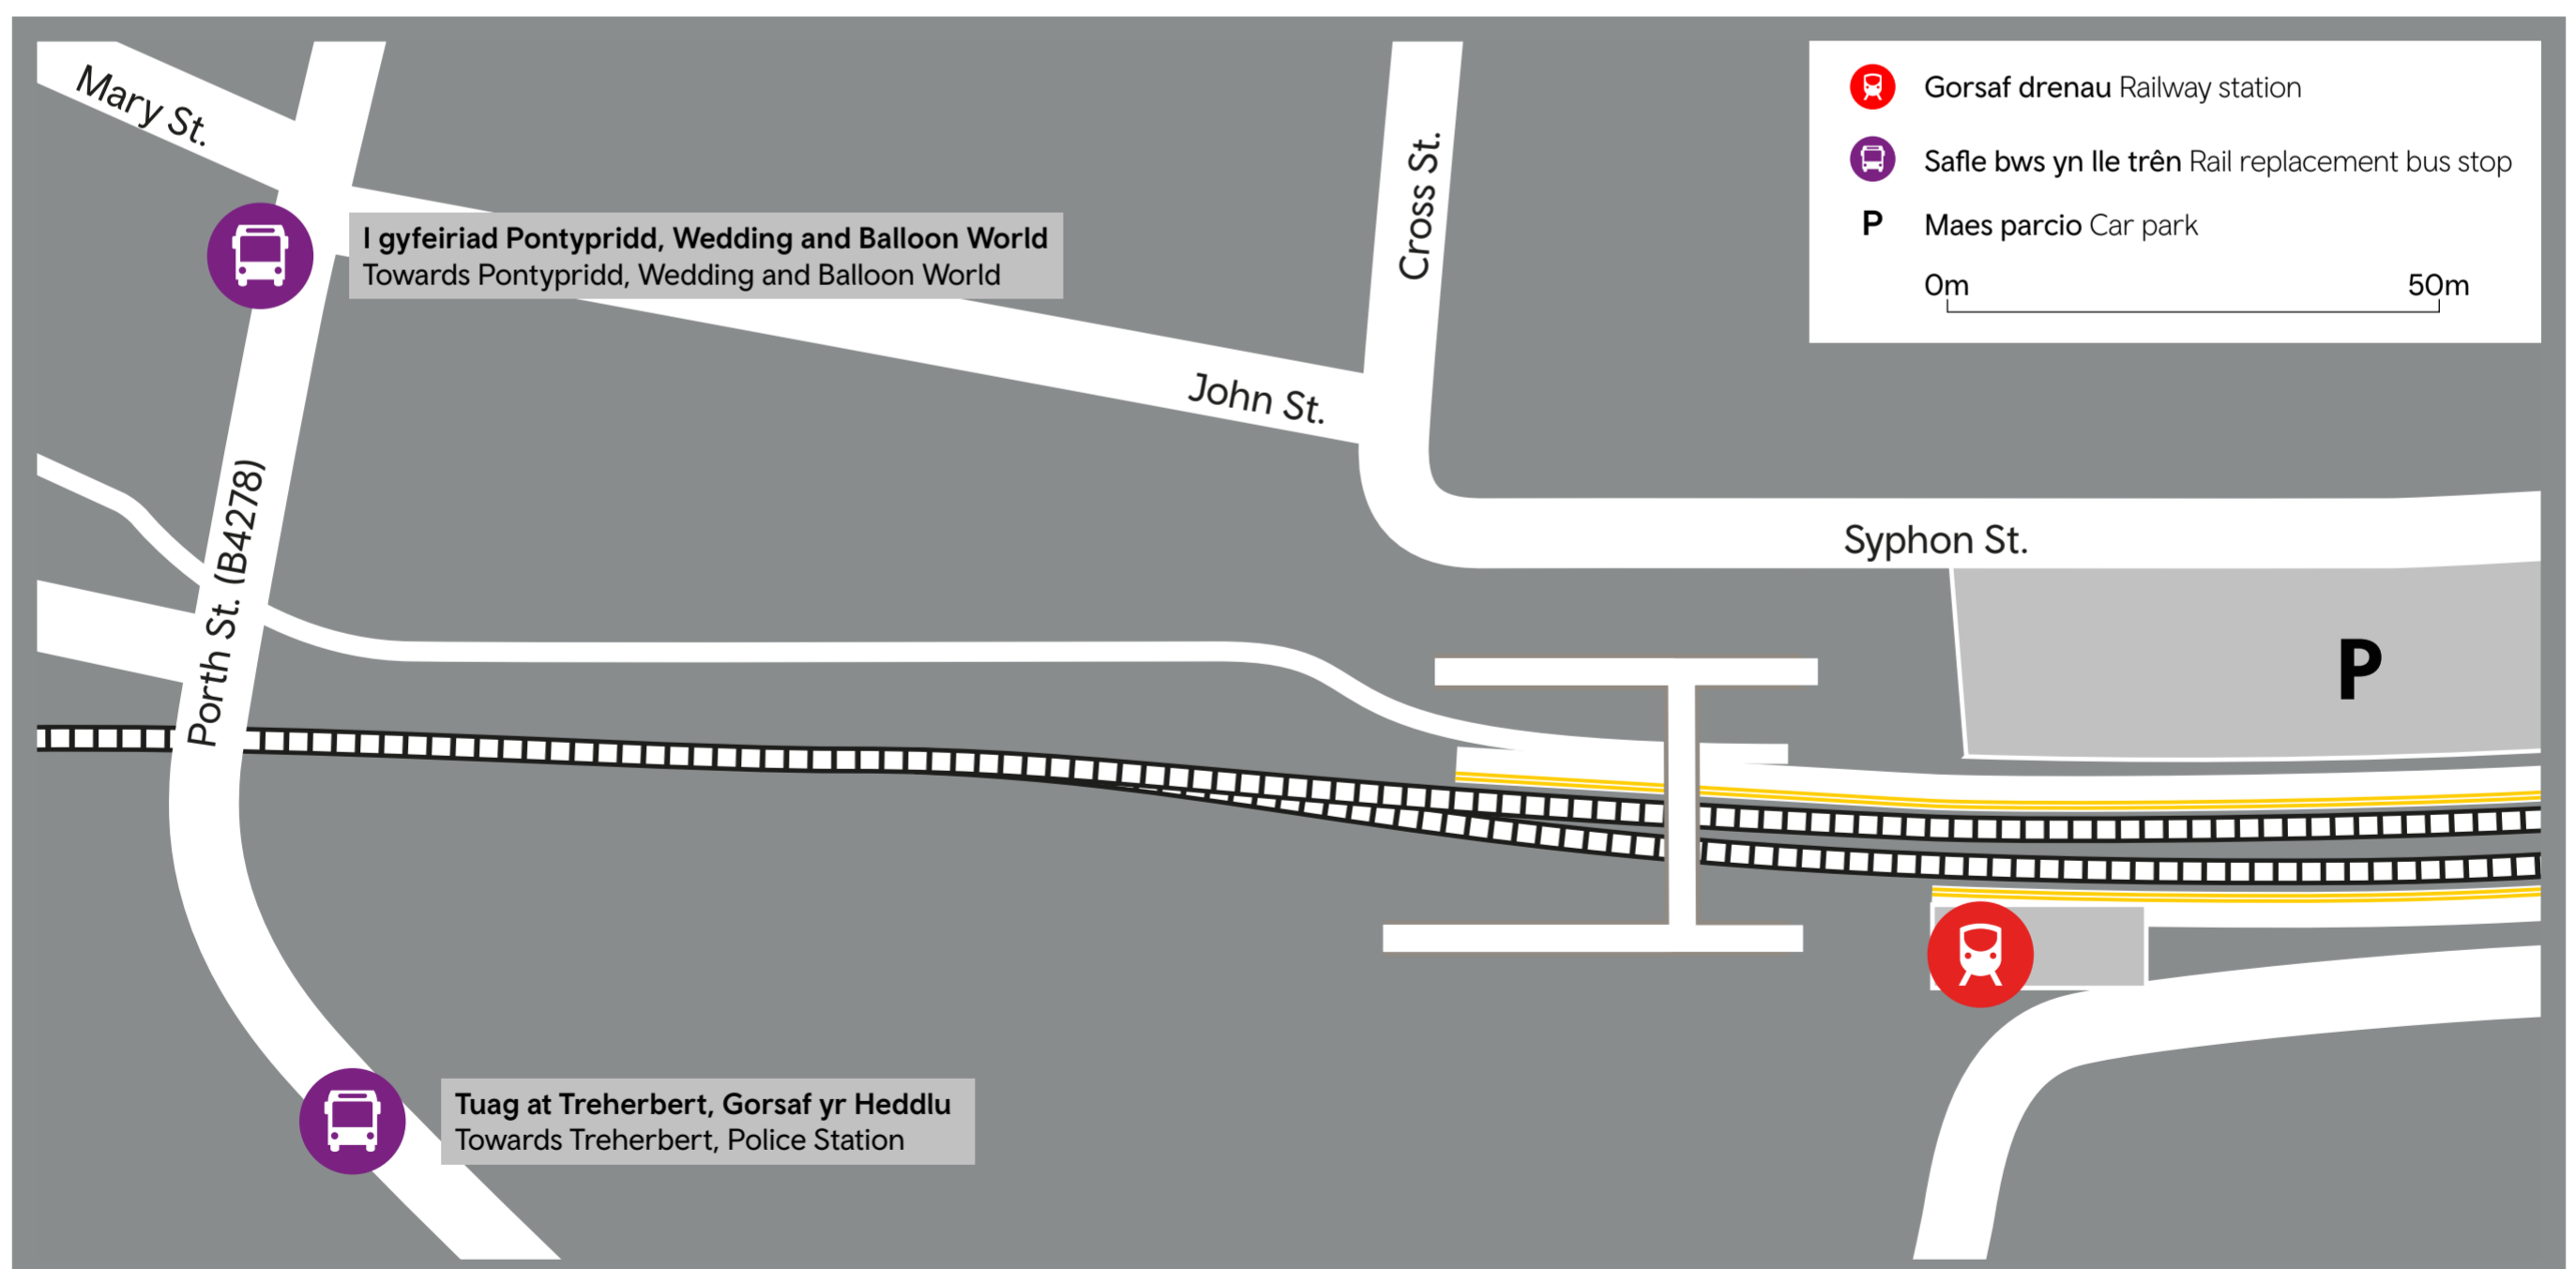 Mary St.
Cross St.
Gorsaf drenau Railway station
Safle bws yn lle trên Rail replacement bus stop
P Maes parcio Car park
0m 50m
I gyfeiriad Pontypridd, Wedding and Balloon World
Towards Pontypridd, Wedding and Balloon World
John St.
Porth St. (B4278)
Syphon St.
P
Tuag at Treherbert, Gorsaf yr Heddlu
Towards Treherbert, Police Station